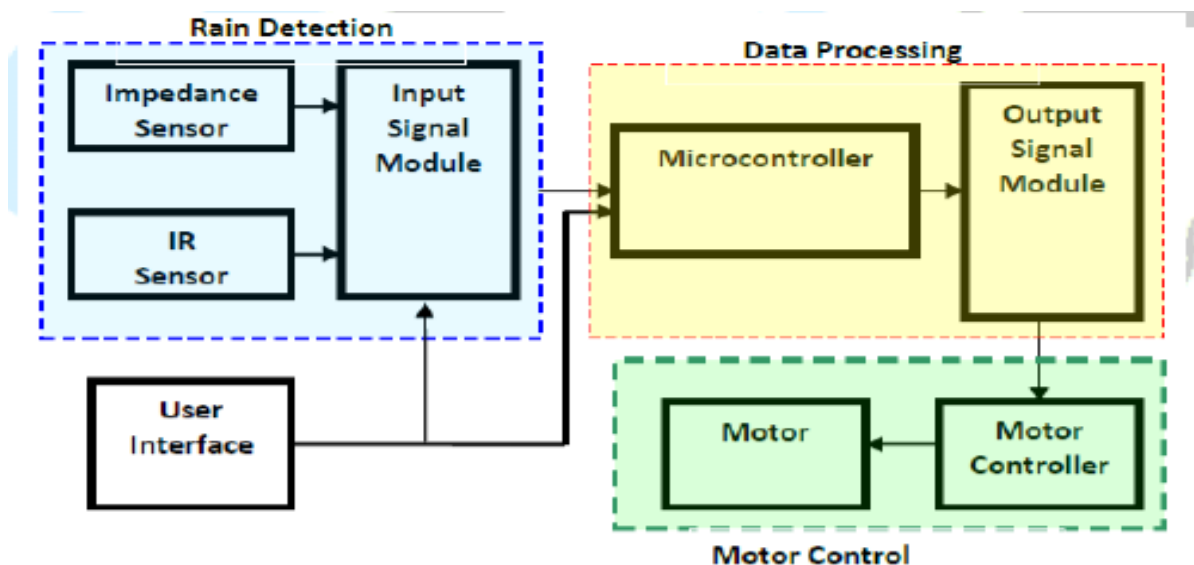 Rain Detection
Impedance
Sensor
Input
Signal
Module
IR
Sensor
User
Interface
Data Processing
Microcontroller
Output
Signal
Module
Motor
Motor
Controller
Motor Control